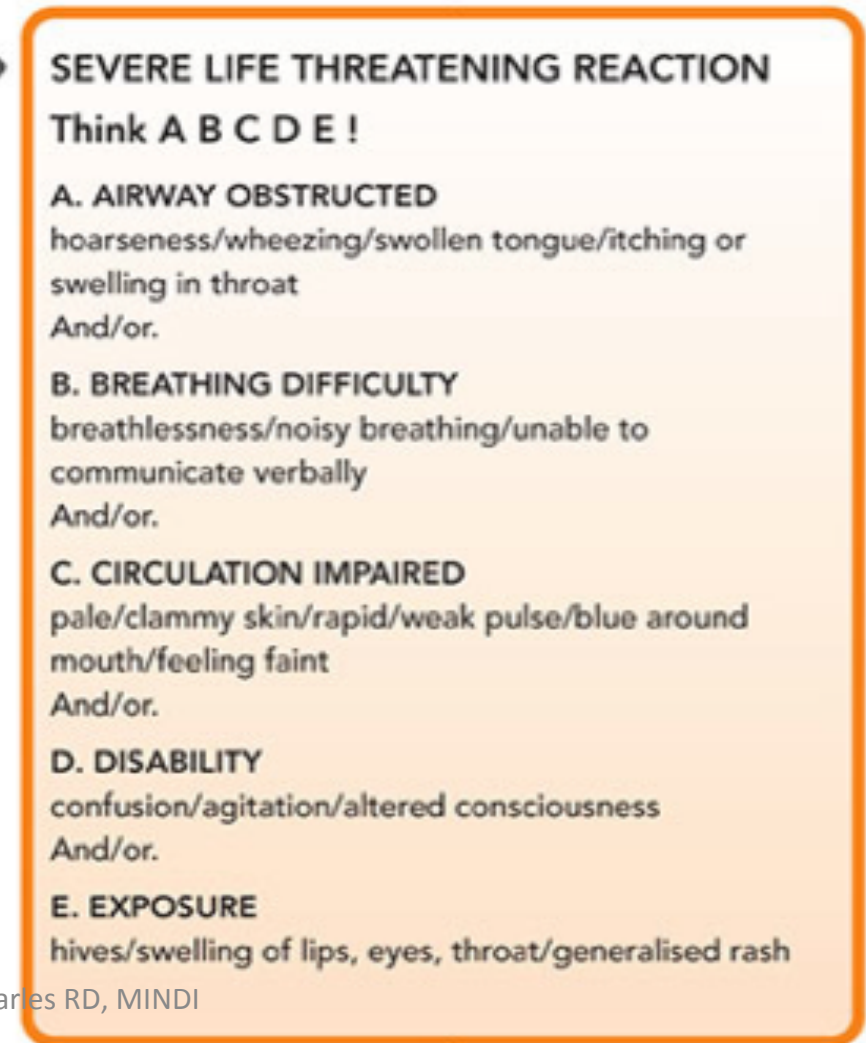 SEVERE LIFE THREATENING REACTION
Think A B C D E !
A. AIRWAY OBSTRUCTED
hoarseness/wheezing/swollen tongue/itching or
swelling in throat
And/or.
B. BREATHING DIFFICULTY
breathlessness/noisy breathing/unable to
communicate verbally
And/or.
C. CIRCULATION IMPAIRED
pale/clammy skin/rapid/weak pulse/blue around
mouth/feeling faint
And/or.
D. DISABILITY
confusion/agitation/altered consciousness
And/or.
E. EXPOSURE
hives/swelling of lips, eyes, throat/generalised rash
RD, MINDI